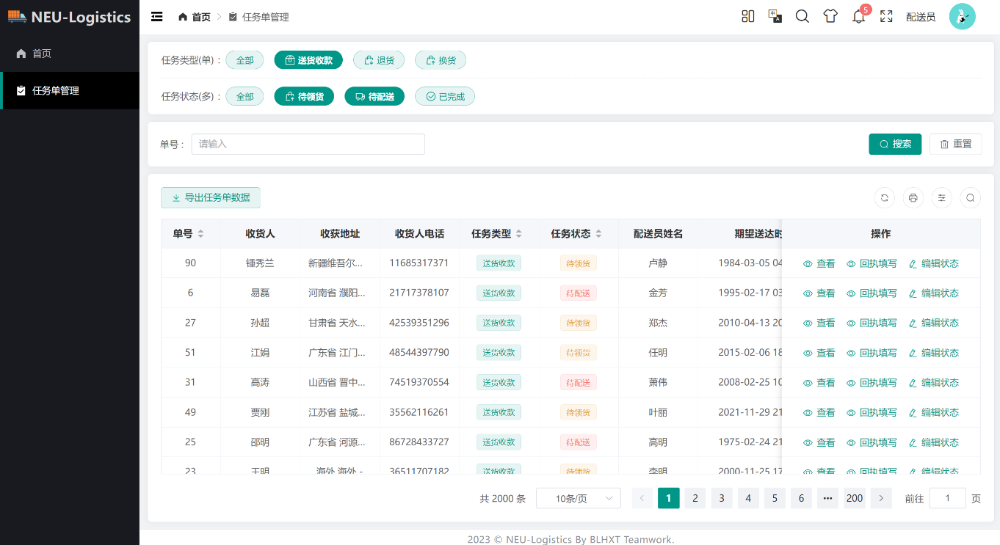 NEU-Logistics
首页
任务单管理
首页 任务单管理
5
配送员
任务类型(单) : 全部 送货收款 退货 换货
任务状态(多) : 全部 待领货 待配送 已完成
单号 : 请输入 搜索 重置
导出任务单数据
单号 收货人 收获地址 收货人电话 任务类型 任务状态 配送员姓名 期望送达时 操作
90 锺秀兰 新疆维吾尔... 11685317371 送货收款 待领货 卢静 1984-03-05 04 查看 回执填写 编辑状态
6 易磊 河南省 濮阳... 21717378107 送货收款 待配送 金芳 1995-02-17 03 查看 回执填写 编辑状态
27 孙超 甘肃省 天水... 42539351296 送货收款 待领货 郑杰 2010-04-13 20 查看 回执填写 编辑状态
51 江娟 广东省 江门... 48544397790 送货收款 待领货 任明 2015-02-06 18 查看 回执填写 编辑状态
31 高涛 山西省 晋中... 74519370554 送货收款 待配送 萧伟 2008-02-25 10 查看 回执填写 编辑状态
49 贾刚 江苏省 盐城... 35562116261 送货收款 待领货 叶丽 2021-11-29 21 查看 回执填写 编辑状态
25 邵明 广东省 河源... 86728433727 送货收款 待配送 高明 1975-02-24 21 查看 回执填写 编辑状态
23 王明 海外 海外 - 36511707182 送货收款 待领货 李明 2000-11-25 17 查看 回执填写 编辑状态
共 2000 条 10条/页 1 2 3 4 5 6 ••• 200 前往 1 页
2023 © NEU-Logistics By BLHXT Teamwork.